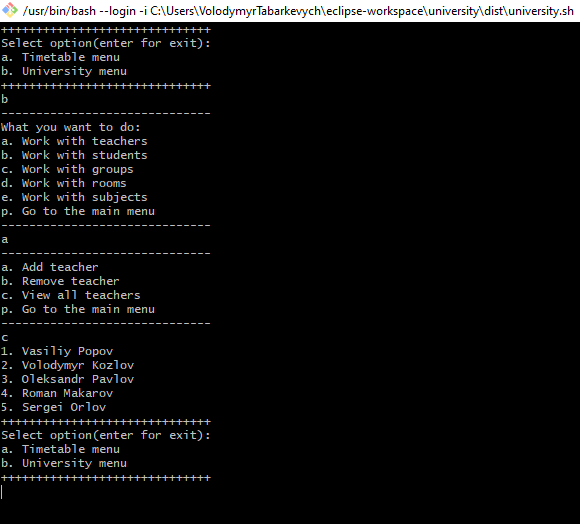 /usr/bin/bash --login -i C:\Users\VolodymyrTabarkevych\eclipse-workspace\university\dist\university.sh
++++++++++++++++++++++++++++++
Select option(enter for exit):
a. Timetable menu
b. University menu
++++++++++++++++++++++++++++++
b
------------------------------
What you want to do:
a. Work with teachers
b. Work with students
c. Work with groups
d. Work with rooms
e. Work with subjects
p. Go to the main menu
------------------------------
a
------------------------------
a. Add teacher
b. Remove teacher
c. View all teachers
p. Go to the main menu
------------------------------
c
1. Vasiliy Popov
2. Volodymyr Kozlov
3. Oleksandr Pavlov
4. Roman Makarov
5. Sergei Orlov
++++++++++++++++++++++++++++++
Select option(enter for exit):
a. Timetable menu
b. University menu
++++++++++++++++++++++++++++++